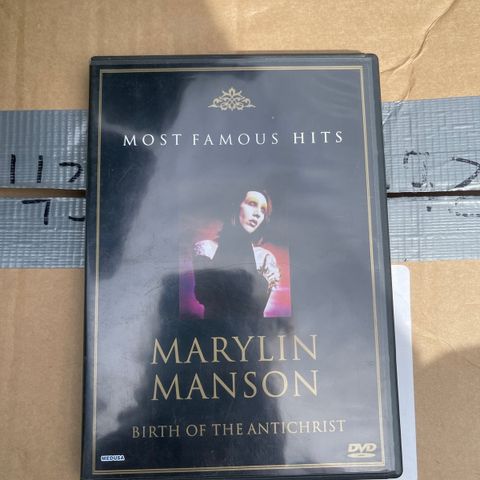 MOST FAMOUS HITS
MARYLIN
MANSON
BIRTH OF THE ANTICHRIST
MEDUSA
DVD